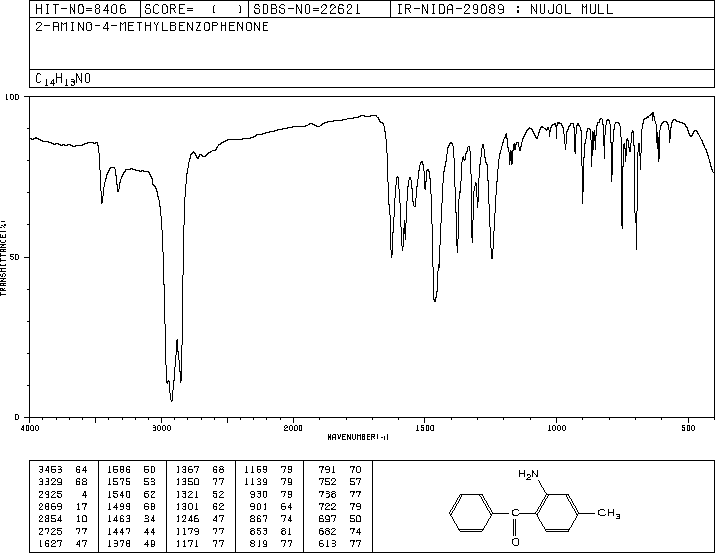 HIT-NO=8406 SCORE= ( ) SDBS-NO=22621 IR-NIDA-29089 : NUJOL MULL
2-AMINO-4-METHYLBENZOPHENONE
C14H13NO
100
50
0
TRANSMITTANCE(%)
4000 3000 2000 1500 1000 500
WAVENUMBER(-1)
3453 64 1586 50 1367 68 1159 79 791 70
3329 68 1575 53 1350 77 1139 79 752 57
2925 4 1540 62 1321 52 930 79 738 77
2869 17 1499 68 1301 62 901 64 722 79
2854 10 1463 34 1246 47 867 74 697 50
2725 77 1447 44 1179 77 853 81 682 74
1627 47 1378 49 1171 77 819 77 613 77
H2N
CH3
C
O